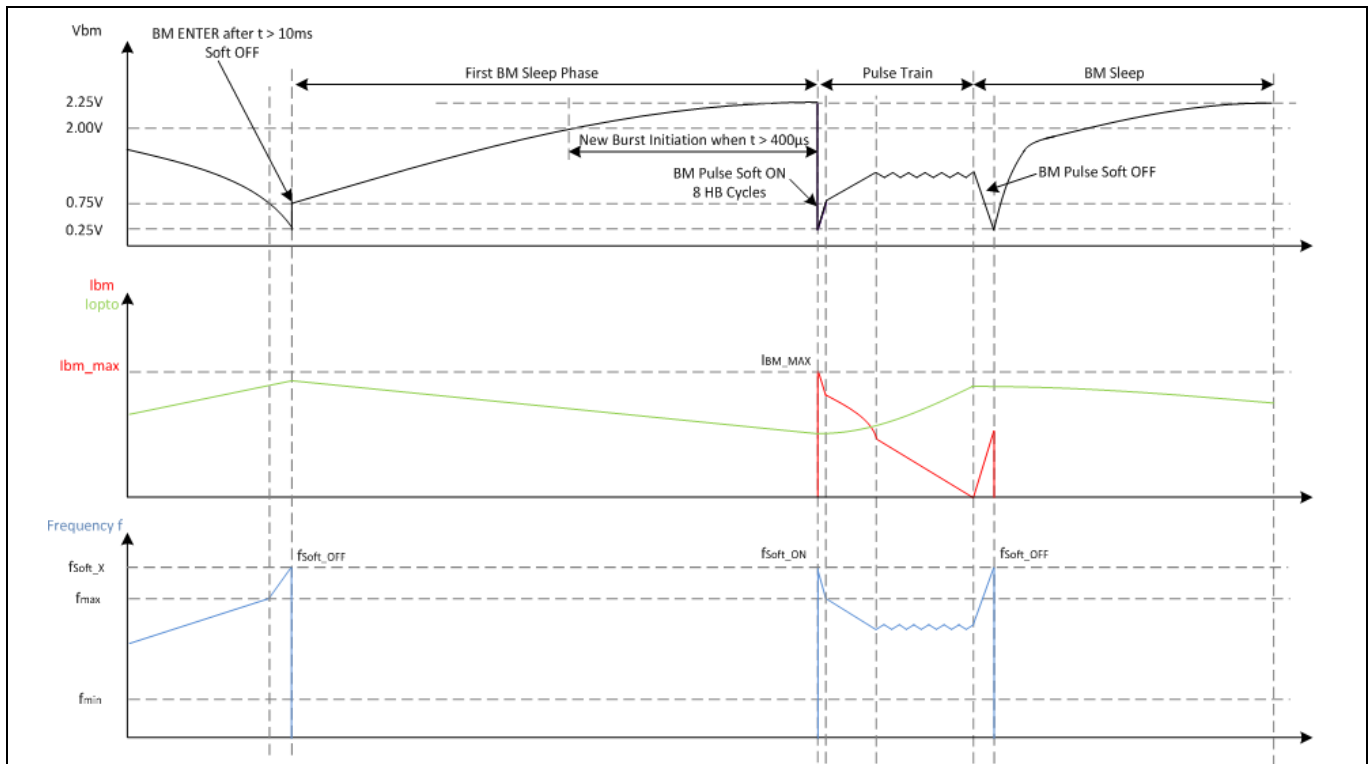 Vbm
BM ENTER after t > 10ms
Soft OFF
First BM Sleep Phase
Pulse Train
BM Sleep
2.25V
2.00V
New Burst Initiation when t > 400µs
BM Pulse Soft ON
8 HB Cycles
BM Pulse Soft OFF
0.75V
0.25V
Ibm
Iopto
Ibm_max
IBM_MAX
Frequency f
fSoft_X
fSoft_OFF
fSoft_ON
fSoft_OFF
fmax
fmin